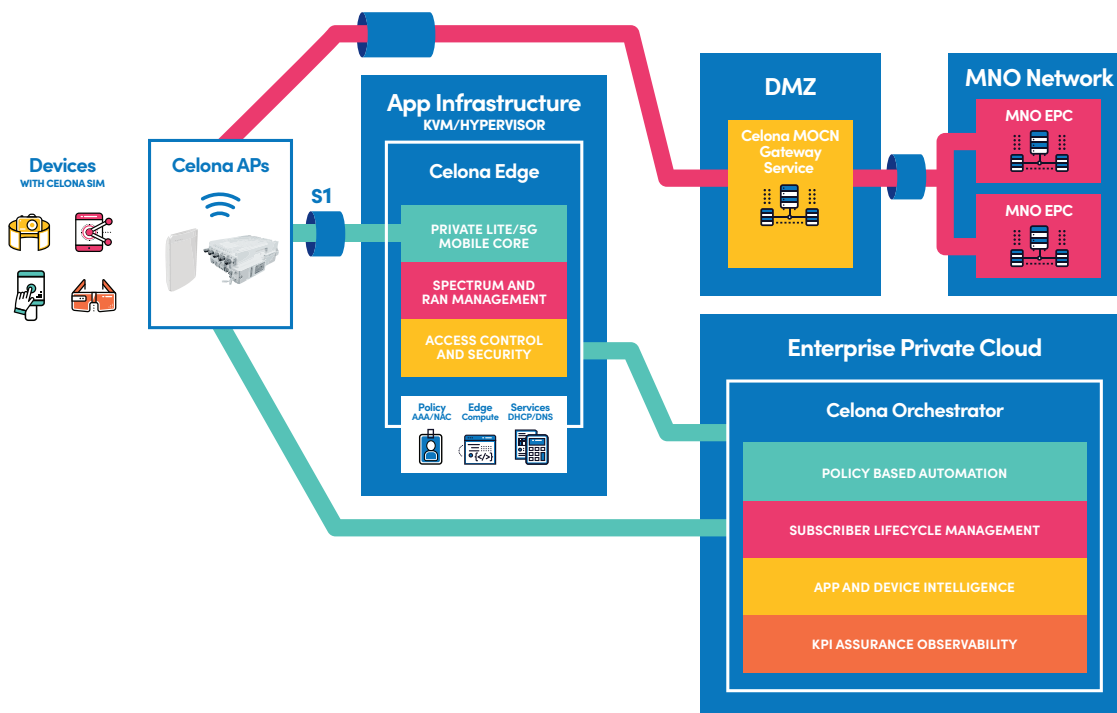 Devices
WITH CELONA SIM
Celona APs
S1
App Infrastructure
KVM/HYPERVISOR
Celona Edge
PRIVATE LITE/5G
MOBILE CORE
SPECTRUM AND
RAN MANAGEMENT
ACCESS CONTROL
AND SECURITY
Policy
AAA/NAC
Edge
Compute
Services
DHCP/DNS
DMZ
Celona MOCN
Gateway
Service
MNO Network
MNO EPC
MNO EPC
Enterprise Private Cloud
Celona Orchestrator
POLICY BASED AUTOMATION
SUBSCRIBER LIFECYCLE MANAGEMENT
APP AND DEVICE INTELLIGENCE
KPI ASSURANCE OBSERVABILITY